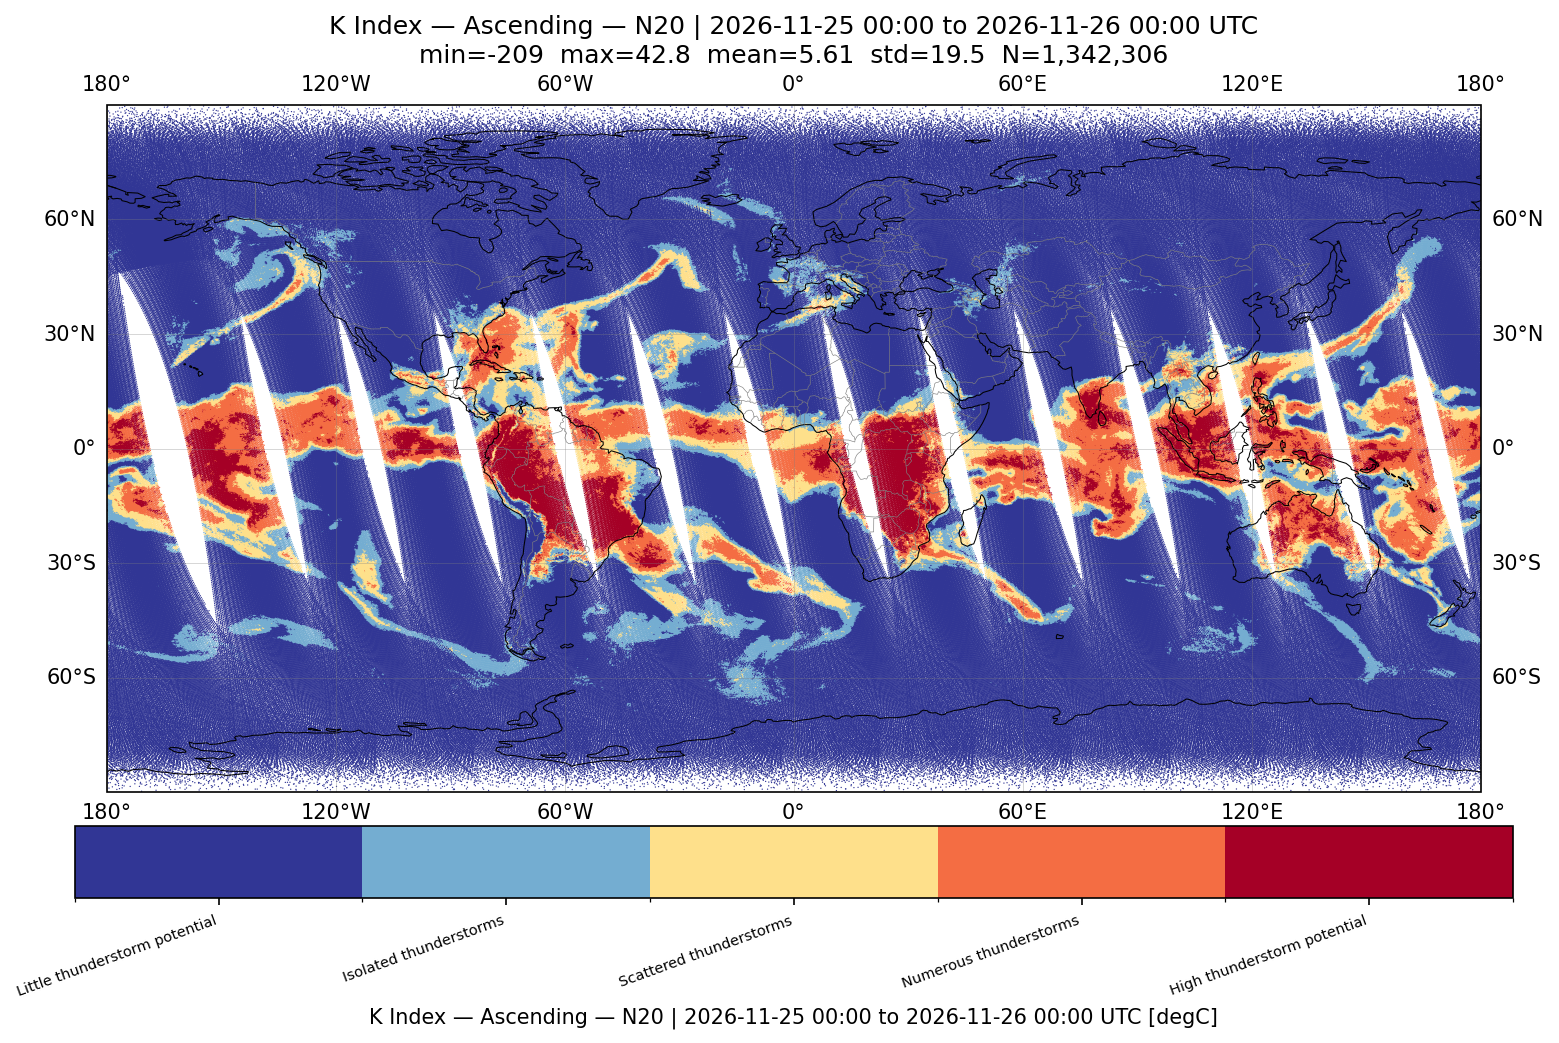 K Index — Ascending — N20 | 2026-11-25 00:00 to 2026-11-26 00:00 UTC
min=-209 max=42.8 mean=5.61 std=19.5 N=1,342,306
180° 120°W 60°W 0° 60°E 120°E 180°
60°N 60°N
30°N 30°N
0° 0°
30°S 30°S
60°S 60°S
180° 120°W 60°W 0° 60°E 120°E 180°
Little thunderstorm potential
Isolated thunderstorms
Scattered thunderstorms
Numerous thunderstorms
High thunderstorm potential
K Index — Ascending — N20 | 2026-11-25 00:00 to 2026-11-26 00:00 UTC [degC]